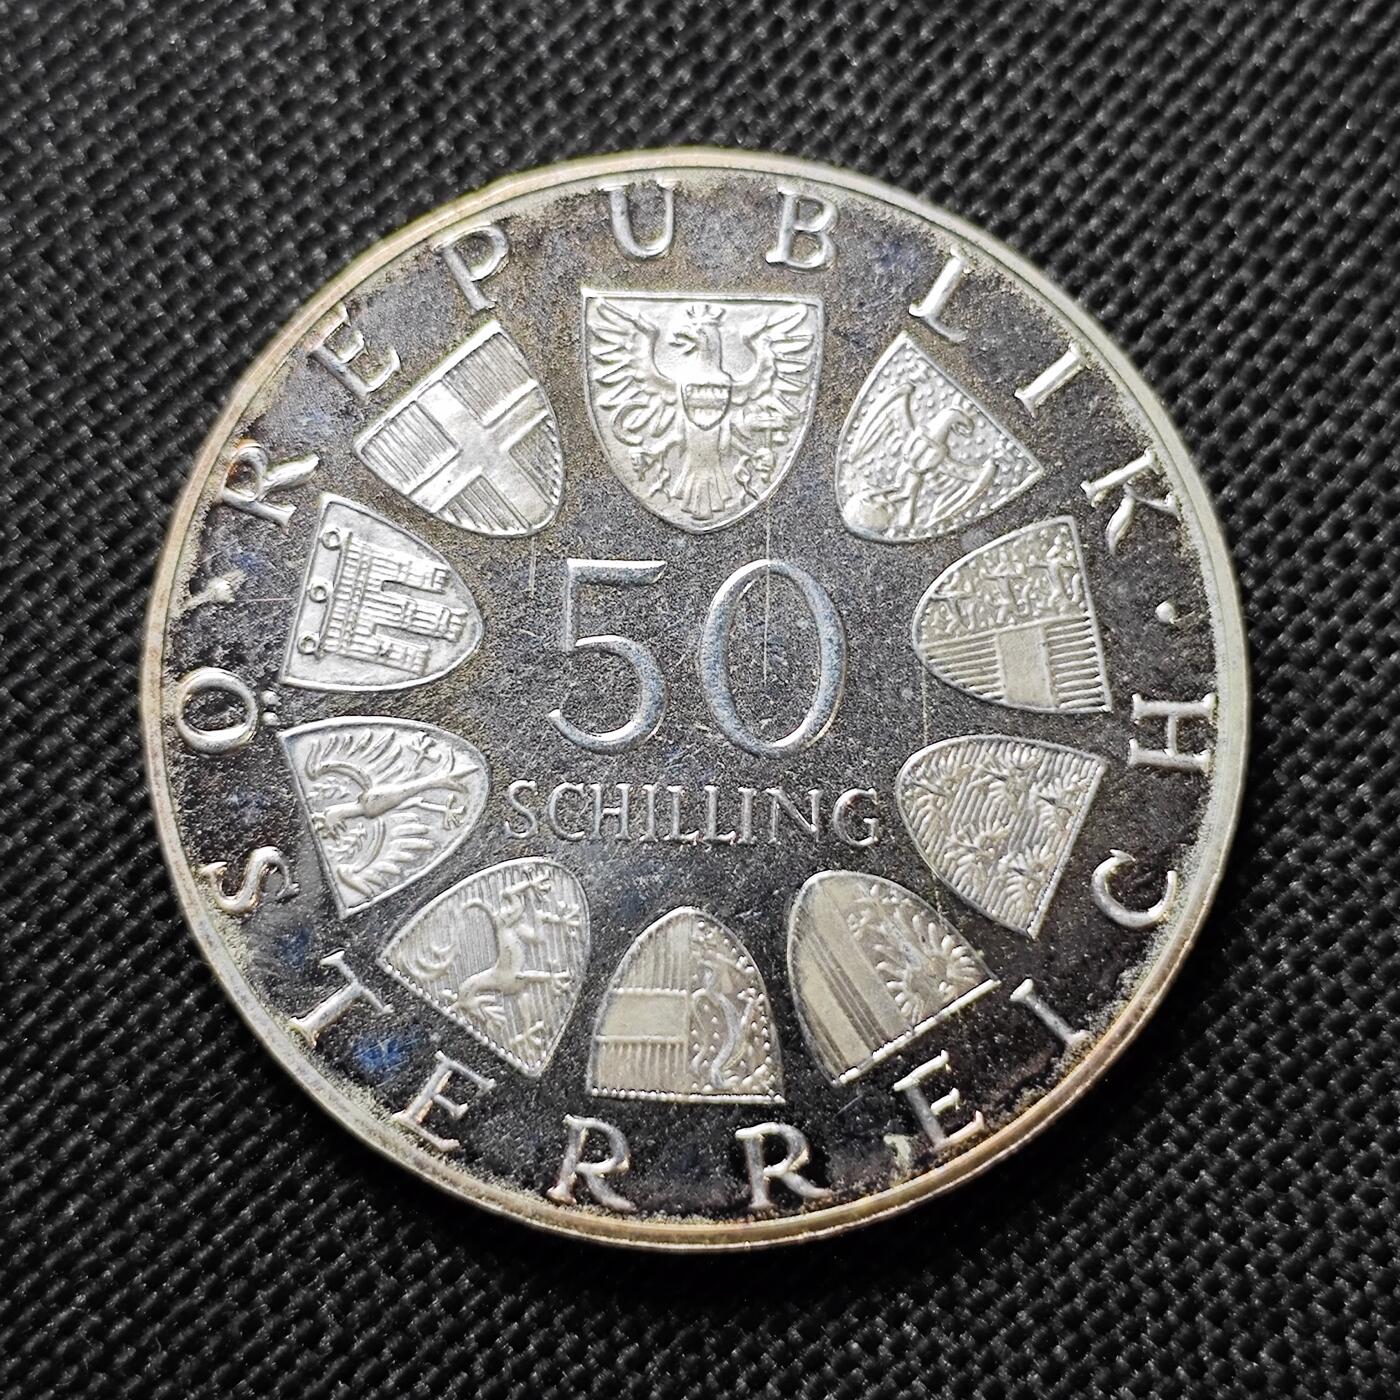 REPUBLIK · ÖSTERREICH ·
50
SCHILLING